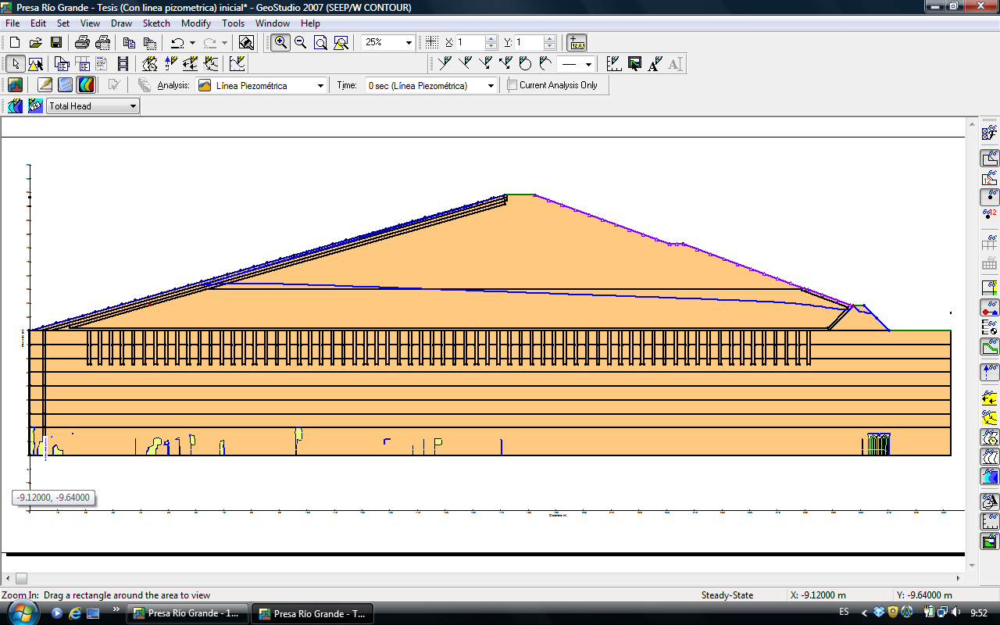 Presa Río Grande - Tesis (Con linea pizometrica) inicial* - GeoStudio 2007 (SEEP/W CONTOUR)
File Edit Set View Draw Sketch Modify Tools Window Help
25% X: 1 Y: 1
Analysis: Línea Piezométrica Time: 0 sec (Línea Piezométrica) Current Analysis Only
Total Head
-9.12000, -9.64000
Distancia (m)
Zoom In: Drag a rectangle around the area to view Steady-State X: -9.12000 m Y: -9.64000 m
Presa Río Grande - 1... Presa Río Grande - T... ES 9:52